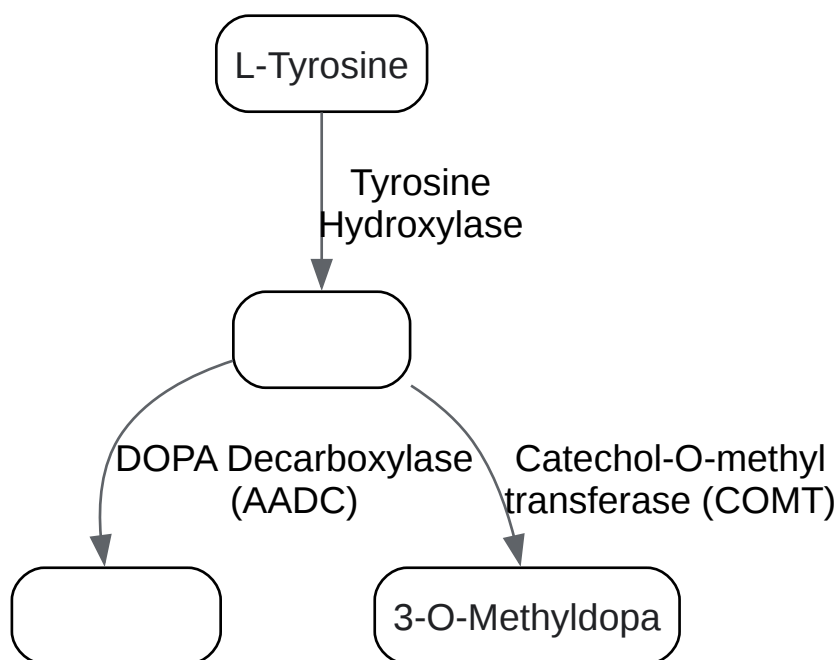 L-Tyrosine
Tyrosine
Hydroxylase
DOPA Decarboxylase
(AADC)
Catechol-O-methyl
transferase (COMT)
3-O-Methyldopa